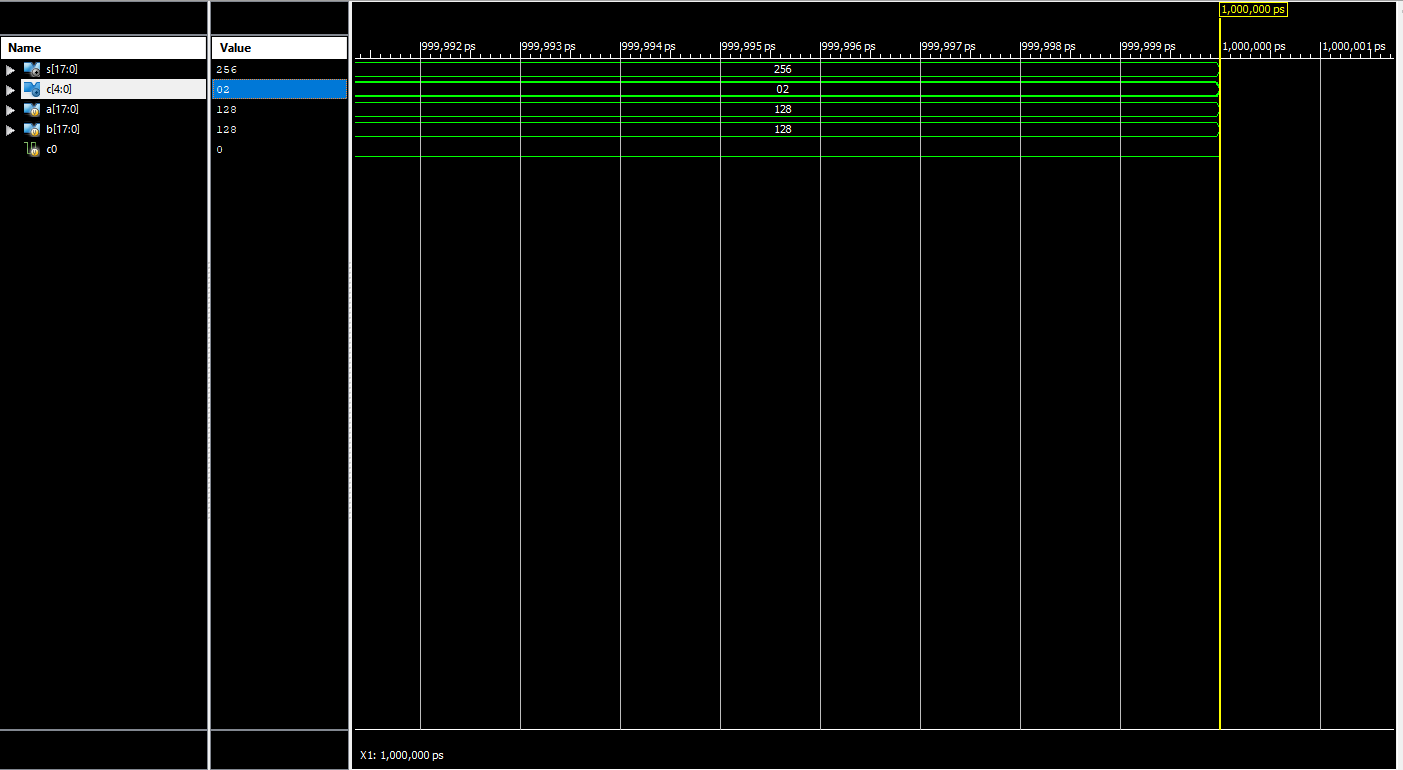 1,000,000 ps
Name Value
999,992 ps 999,993 ps 999,994 ps 999,995 ps 999,996 ps 999,997 ps 999,998 ps 999,999 ps 1,000,000 ps 1,000,001 ps
s[17:0] 256 256
c[4:0] 02 02
a[17:0] 128 128
b[17:0] 128 128
c0 0
X1: 1,000,000 ps